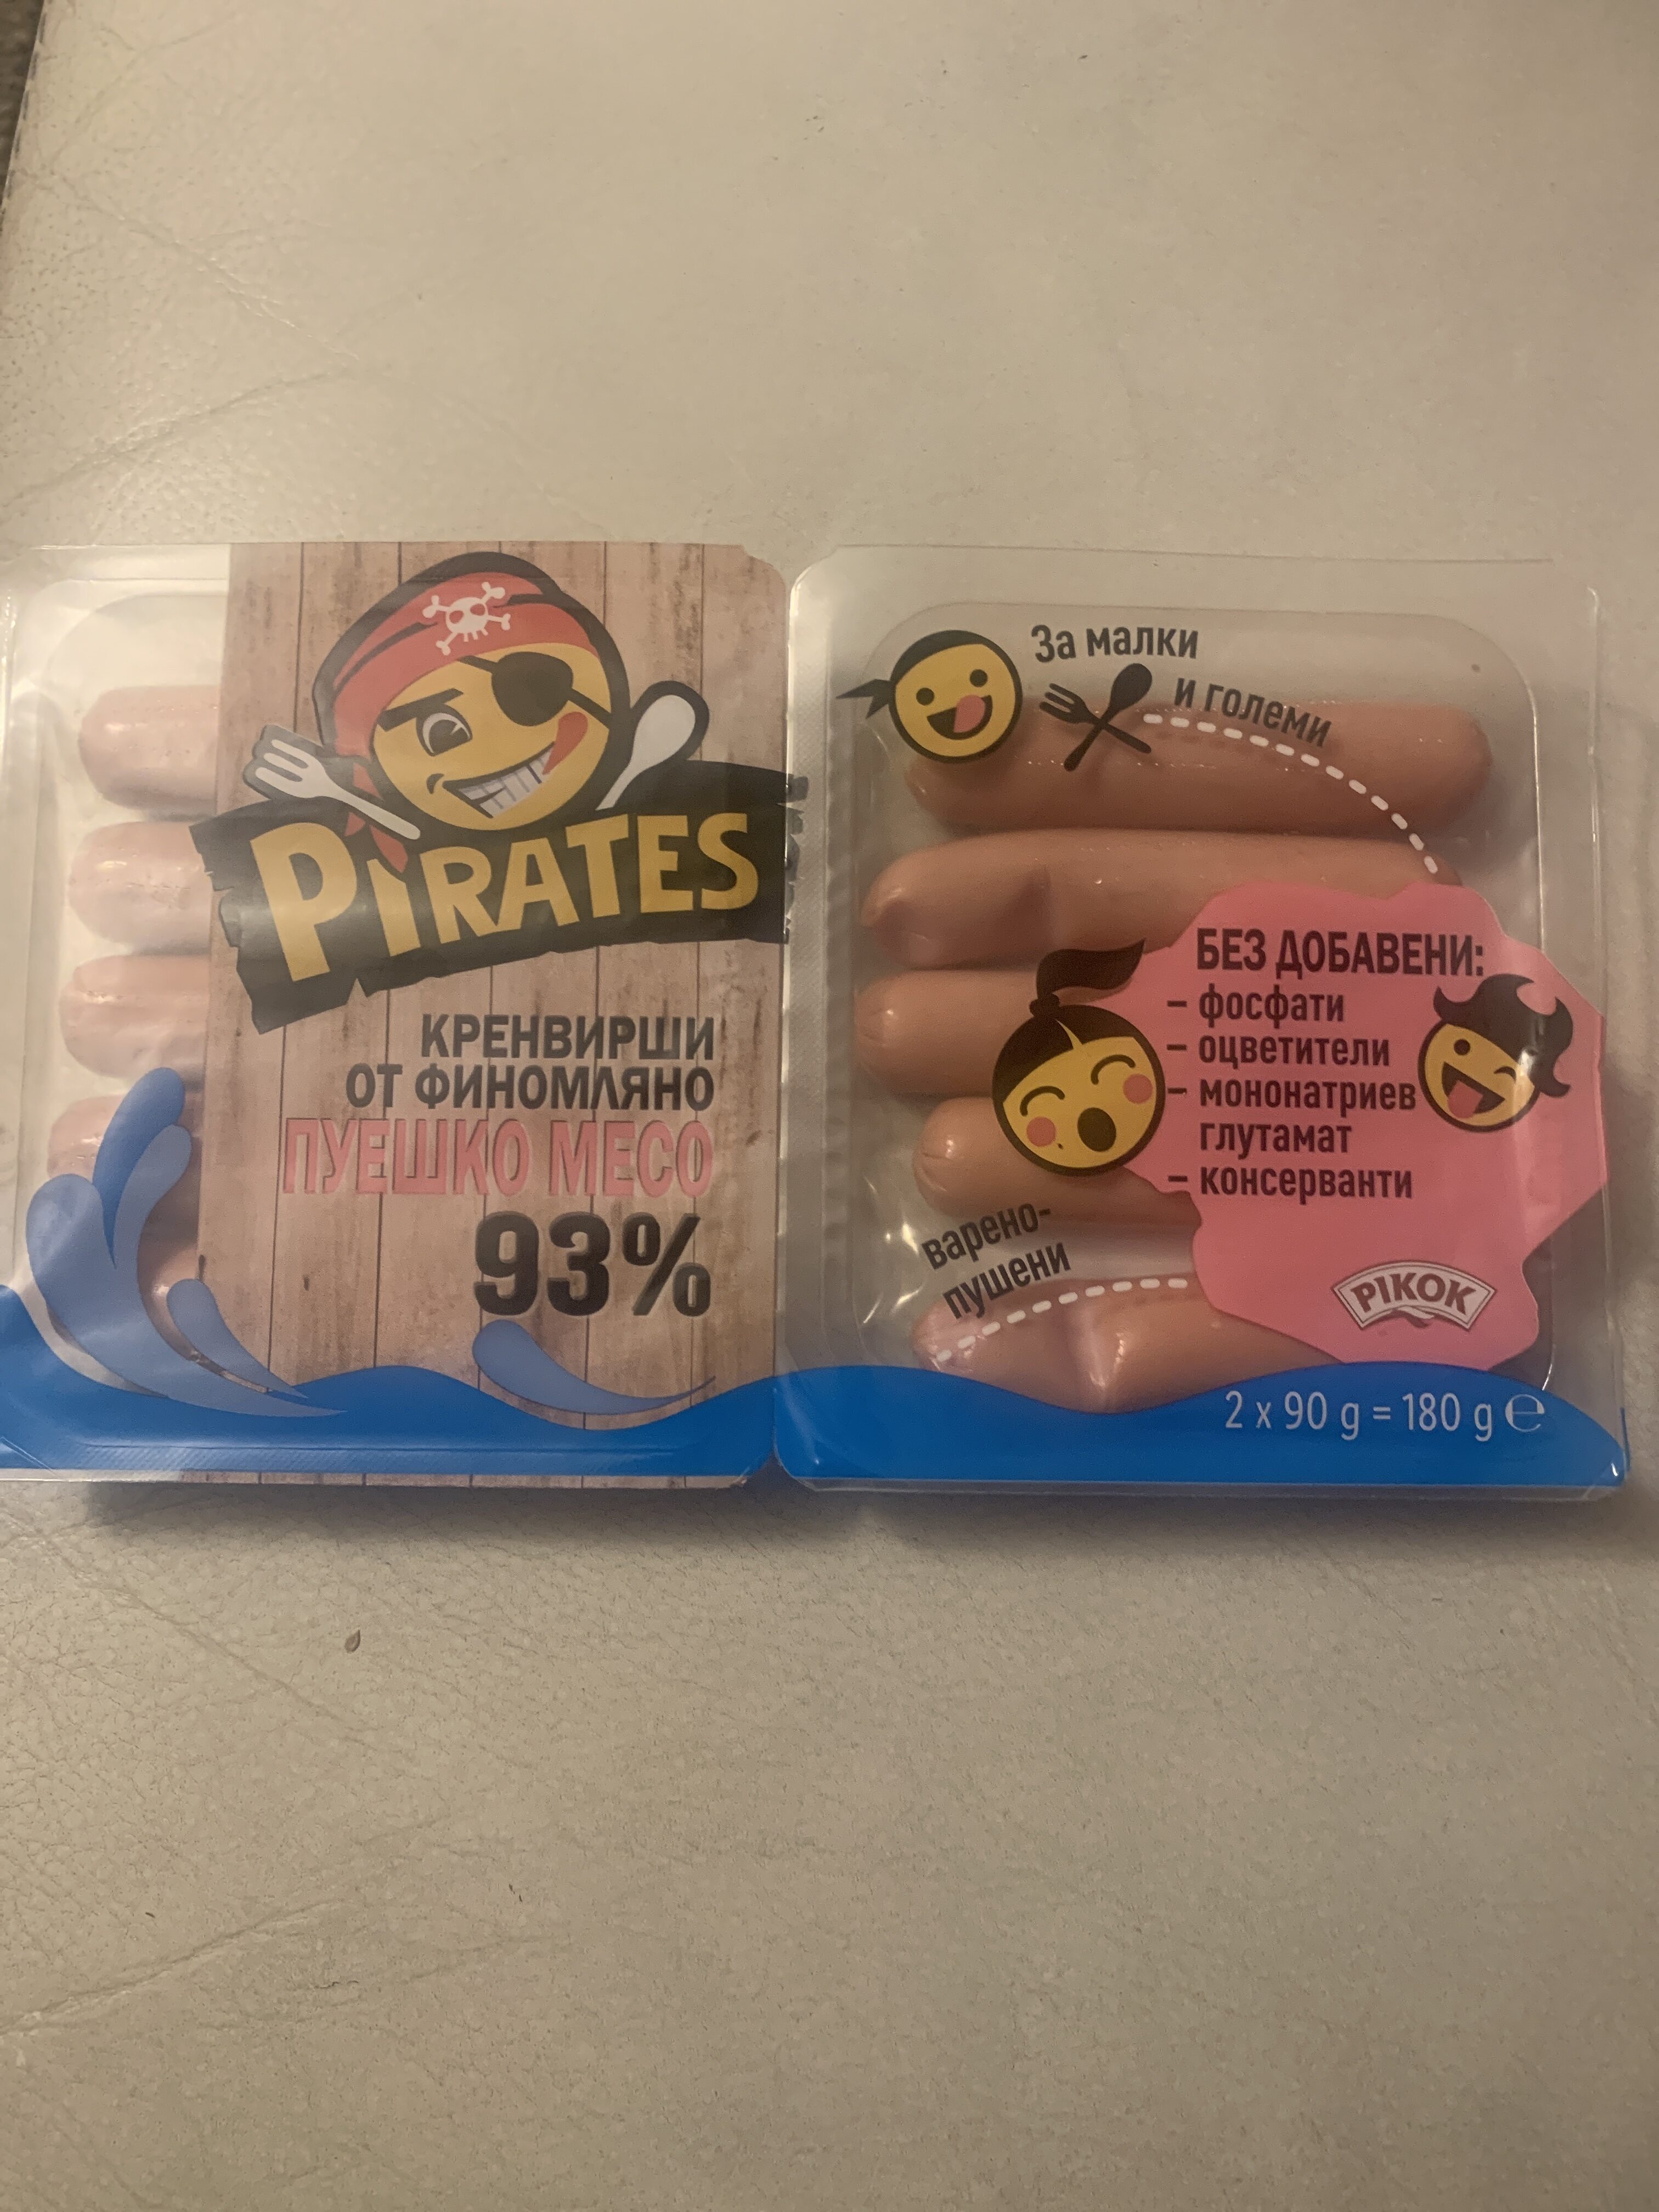 PiRATES
КРЕНВИРШИ
ОТ ФИНОМЛЯНО
ПУЕШКО МЕСО
93%
За малки
и големи
БЕЗ ДОБАВЕНИ:
– фосфати
– оцветители
– мононатриев
глутамат
– консерванти
варено-
пушени
PIKOK
2 x 90 g = 180 g ℮